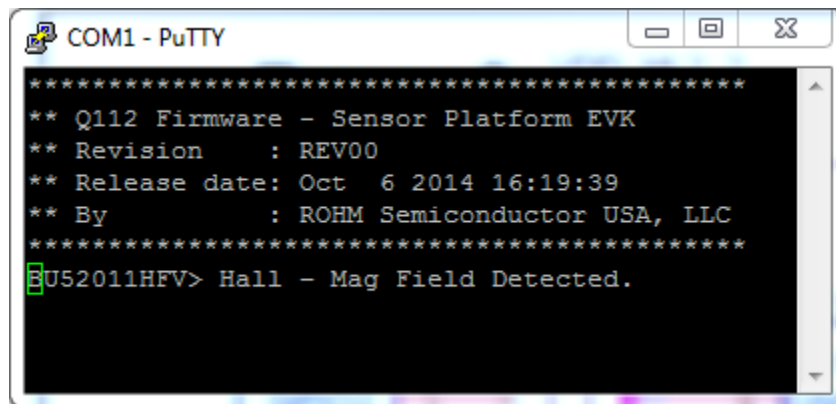 COM1 - PuTTY
*********************************************
** Q112 Firmware - Sensor Platform EVK
** Revision    : REV00
** Release date: Oct  6 2014 16:19:39
** By          : ROHM Semiconductor USA, LLC
*********************************************
BU52011HFV> Hall - Mag Field Detected.